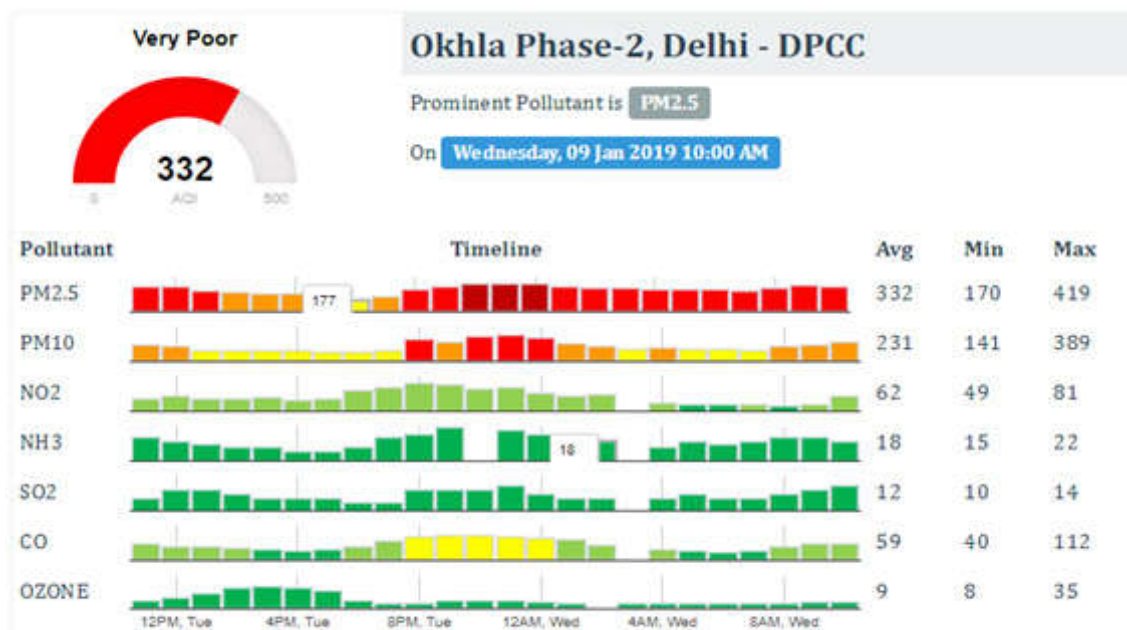 Very Poor
332
0 AQI 500
Okhla Phase-2, Delhi - DPCC
Prominent Pollutant is PM2.5
On Wednesday, 09 Jan 2019 10:00 AM
Pollutant Timeline Avg Min Max
PM2.5 177 332 170 419
PM10 231 141 389
NO2 62 49 81
NH3 18 18 15 22
SO2 12 10 14
CO 59 40 112
OZONE 9 8 35
12PM, Tue 4PM, Tue 8PM, Tue 12AM, Wed 4AM, Wed 8AM, Wed